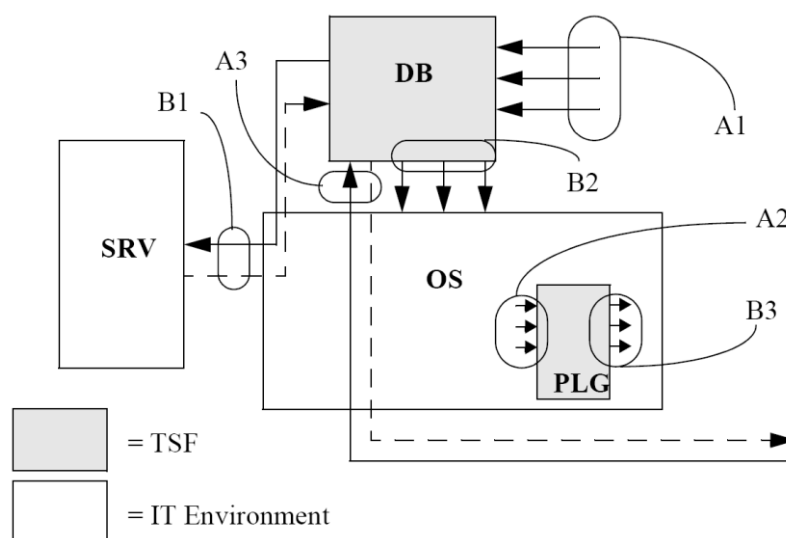 DB
A3
B1
A1
B2
SRV
OS
A2
B3
PLG
= TSF
= IT Environment